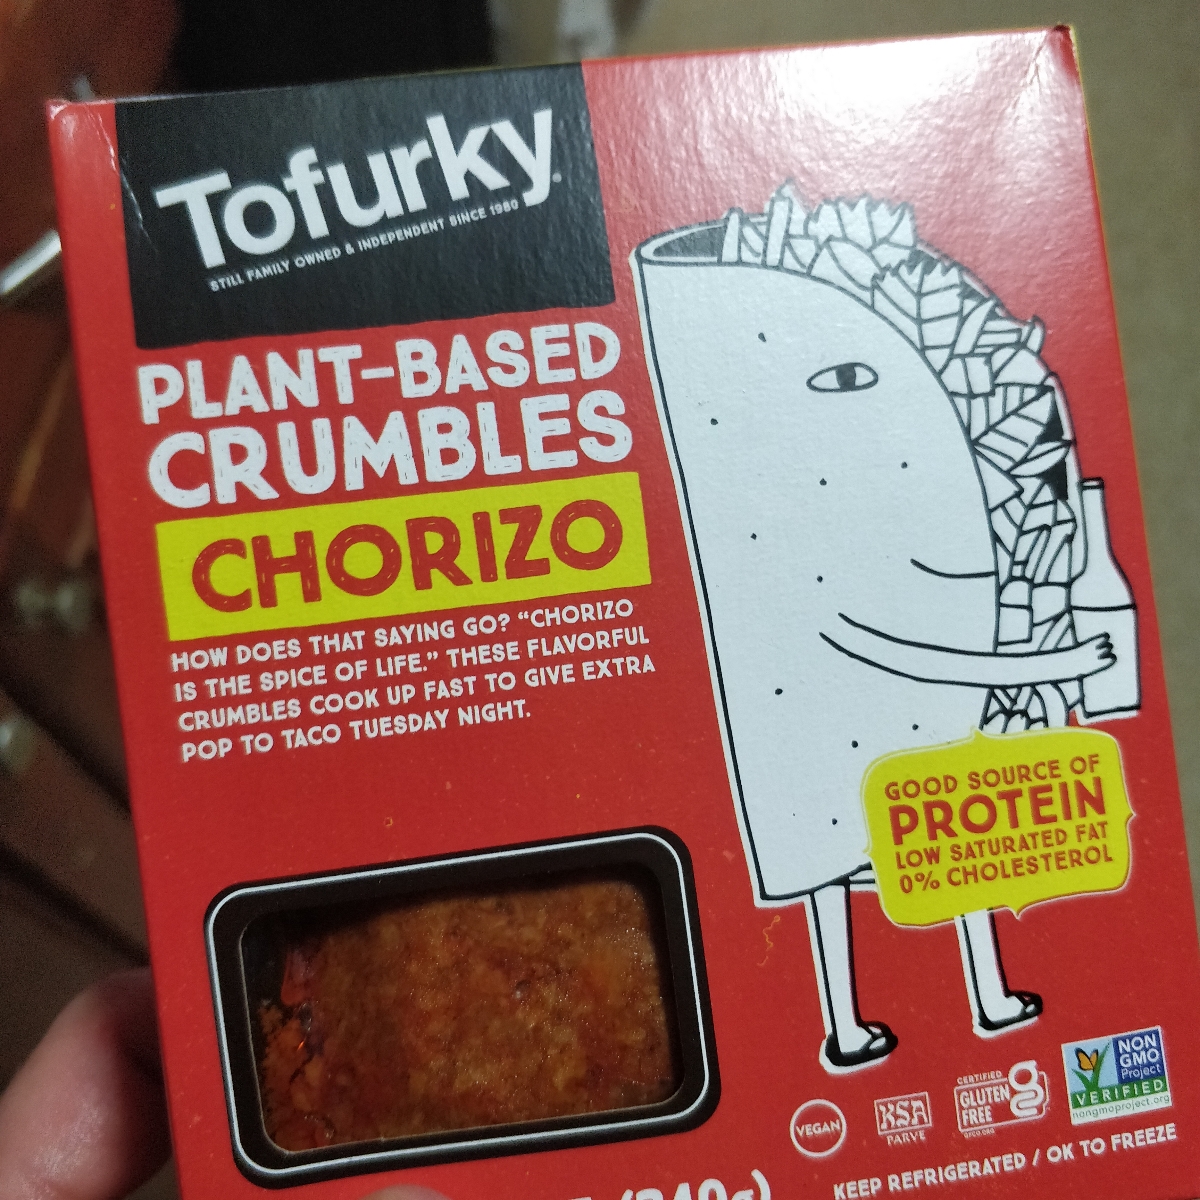 Tofurky
STILL FAMILY OWNED & INDEPENDENT SINCE 1980
PLANT-BASED
CRUMBLES
CHORIZO
HOW DOES THAT SAYING GO? “CHORIZO
IS THE SPICE OF LIFE.” THESE FLAVORFUL
CRUMBLES COOK UP FAST TO GIVE EXTRA
POP TO TACO TUESDAY NIGHT.
GOOD SOURCE OF
PROTEIN
LOW SATURATED FAT
0% CHOLESTEROL
VEGAN
KSA
PARVE
CERTIFIED
GLUTEN
FREE
GFCO.ORG
NON
GMO
Project
VERIFIED
nongmoproject.org
KEEP REFRIGERATED / OK TO FREEZE